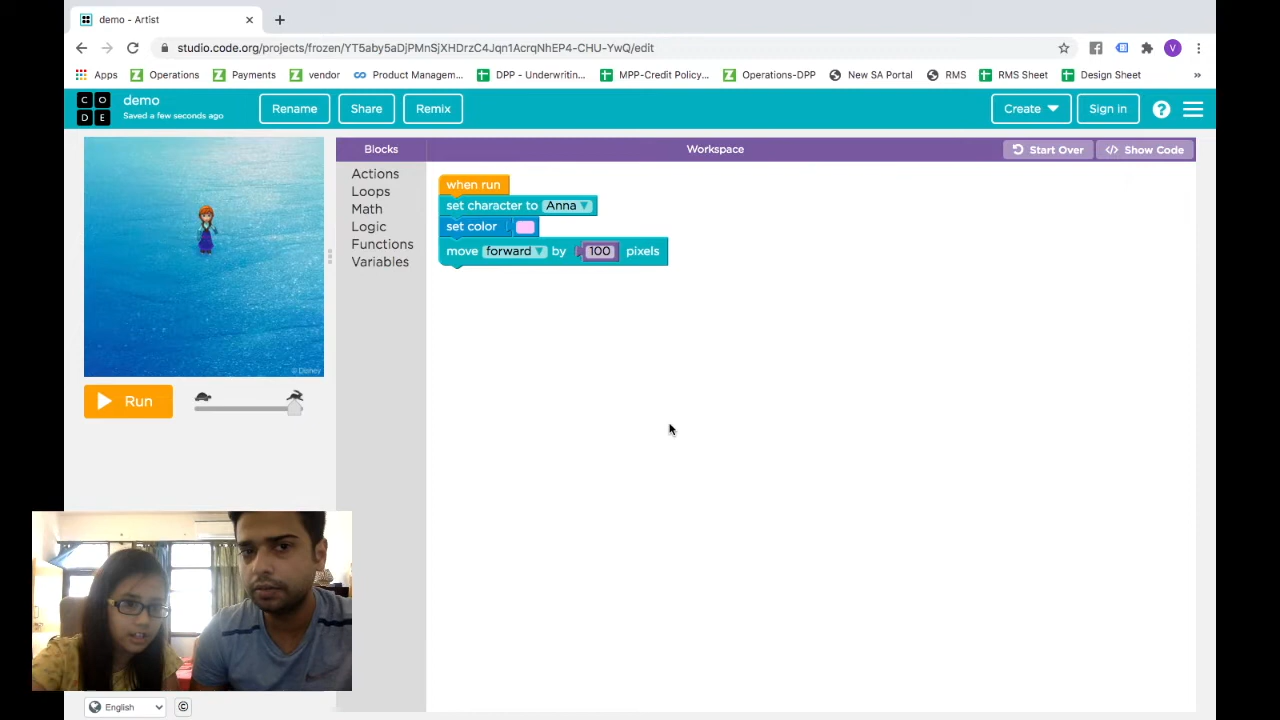 demo - Artist
studio.code.org/projects/frozen/YT5aby5aDjPMnSjXHDrzC4Jqn1AcrqNhEP4-CHU-YwQ/edit
V
Apps Operations Payments vendor Product Managem... DPP - Underwritin... MPP-Credit Policy... Operations-DPP New SA Portal RMS RMS Sheet Design Sheet »
C O D E
demo
Saved a few seconds ago
Rename Share Remix Create Sign in ?
Blocks Workspace Start Over </> Show Code
Actions
Loops
Math
Logic
Functions
Variables
when run
set character to Anna
set color
move forward by 100 pixels
© Disney
Run
English ©